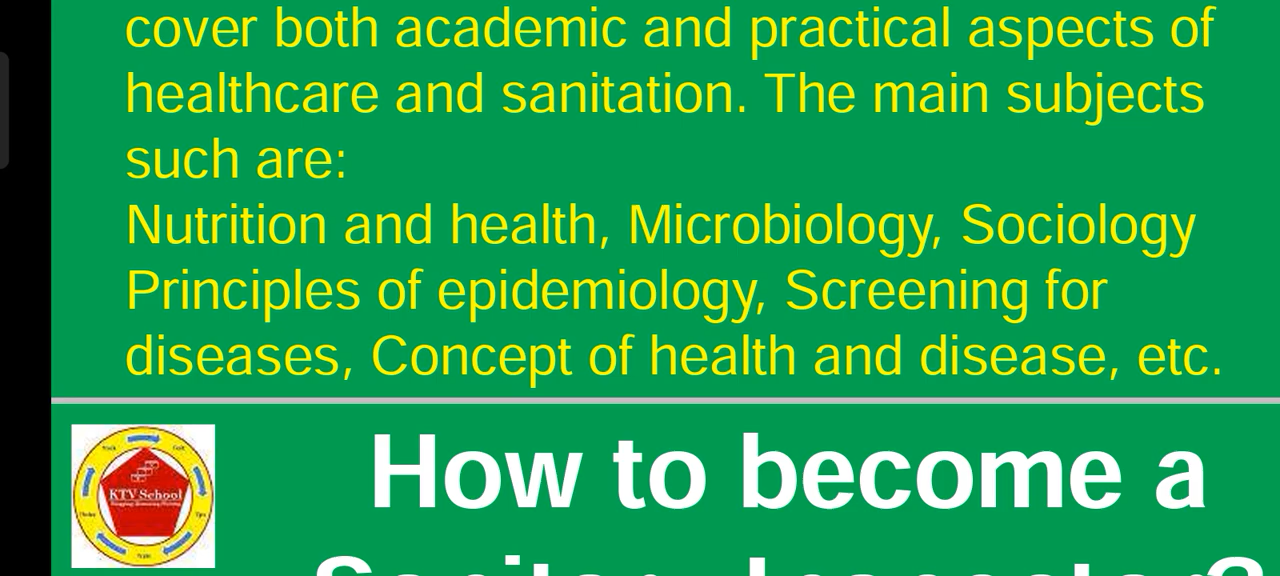 cover both academic and practical aspects of
healthcare and sanitation. The main subjects
such are:
Nutrition and health, Microbiology, Sociology
Principles of epidemiology, Screening for
diseases, Concept of health and disease, etc.
KTV School
How to become a